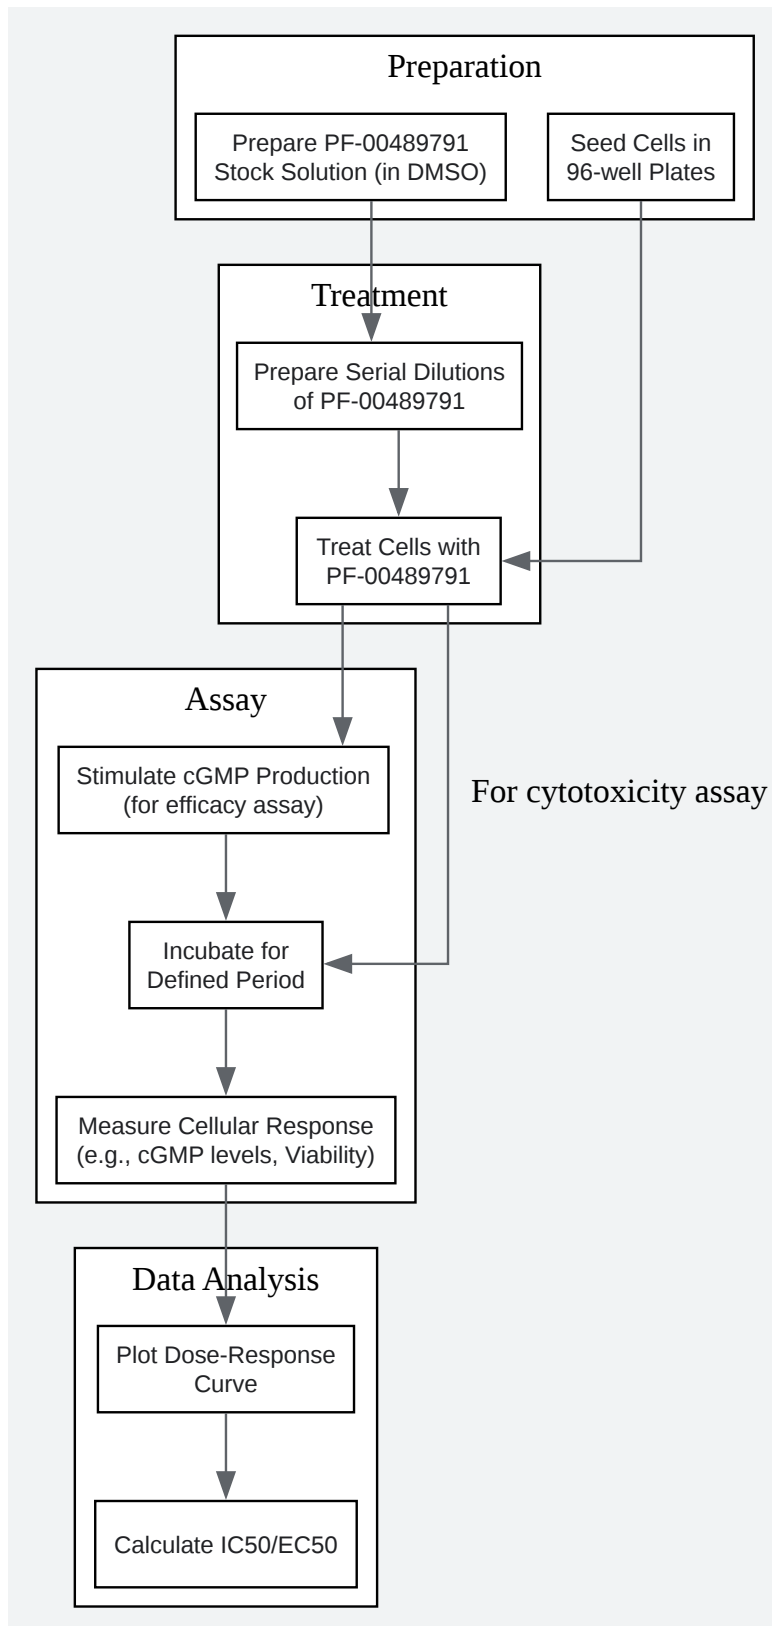 Preparation
Prepare PF-00489791
Stock Solution (in DMSO)
Seed Cells in
96-well Plates
Treatment
Prepare Serial Dilutions
of PF-00489791
Treat Cells with
PF-00489791
Assay
Stimulate cGMP Production
(for efficacy assay)
For cytotoxicity assay
Incubate for
Defined Period
Measure Cellular Response
(e.g., cGMP levels, Viability)
Data Analysis
Plot Dose-Response
Curve
Calculate IC50/EC50